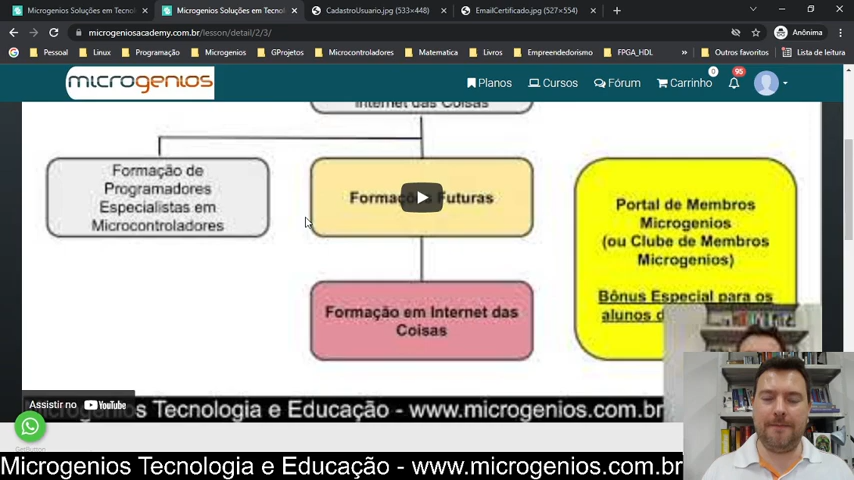 Microgenios Soluções em Tecnol
Microgenios Soluções em Tecnol
CadastroUsuario.jpg (533×448)
EmailCertificado.jpg (527×554)
microgeniosacademy.com.br/lesson/detail/2/3/
Anônima
Pessoal
Linux
Programação
Microgenios
GProjetos
Microcontroladores
Matematica
Livros
Empreendedorismo
FPGA_HDL
»
Outros favoritos
Lista de leitura
microgenios
Planos
Cursos
Fórum
Carrinho
0
95
Internet das Coisas
Formação de
Programadores
Especialistas em
Microcontroladores
Formaç Futuras
Formação em Internet das
Coisas
Portal de Membros
Microgenios
(ou Clube de Membros
Microgenios)
Bônus Especial para os
alunos d
Assistir no YouTube
s Tecnologia e Educação - www.microgenios.com.br
Microgenios Tecnologia e Educação - www.microgenios.com.br